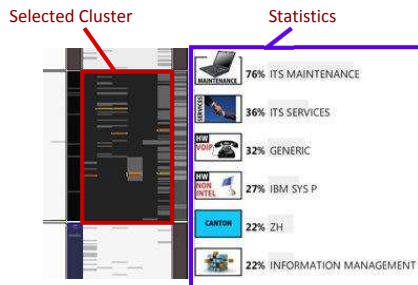 Selected Cluster
Statistics
MAINTENANCE
76% ITS MAINTENANCE
SERVICES
36% ITS SERVICES
HW
VOIP
32% GENERIC
HW
NON
INTEL
27% IBM SYS P
CANTON
22% ZH
22% INFORMATION MANAGEMENT